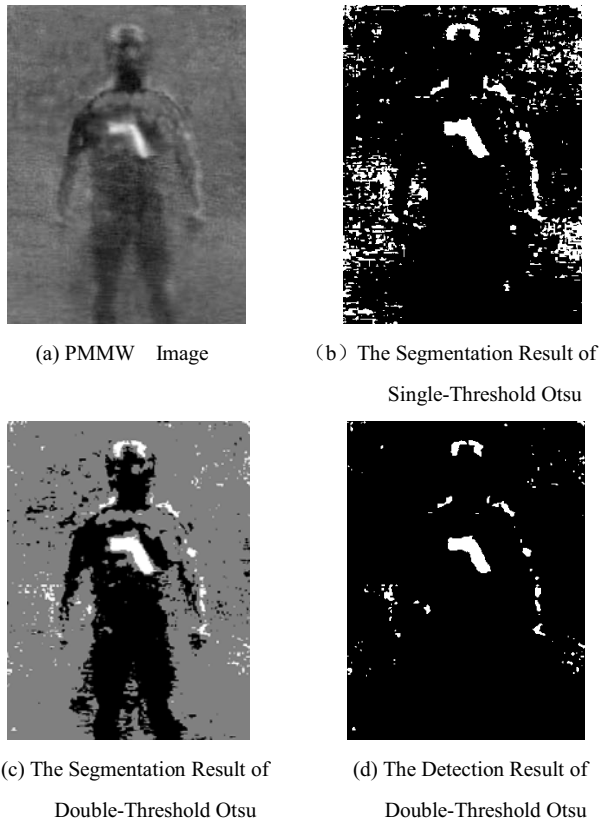 (a) PMMW Image
（b）The Segmentation Result of
Single-Threshold Otsu
(c) The Segmentation Result of
Double-Threshold Otsu
(d) The Detection Result of
Double-Threshold Otsu